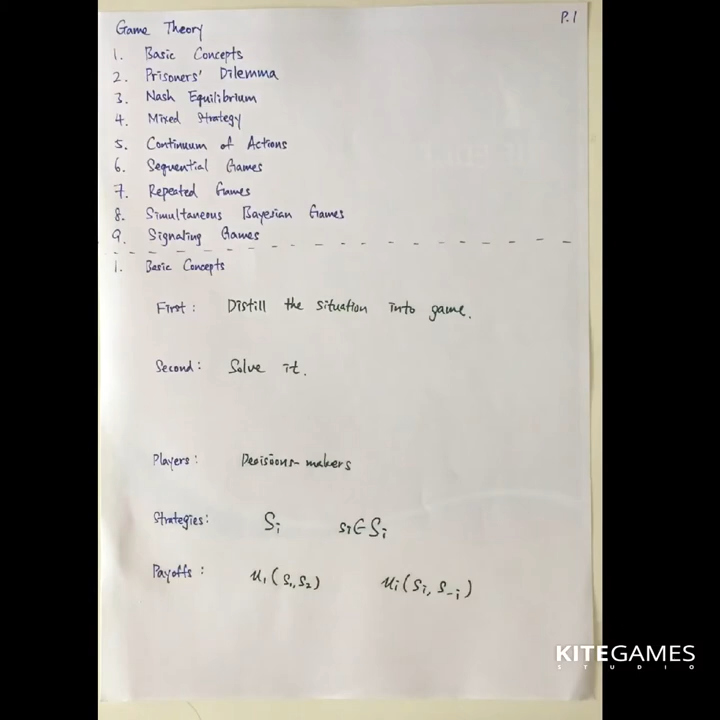 P.1
Game Theory
1. Basic Concepts
2. Prisoners' Dilemma
3. Nash Equilibrium
4. Mixed Strategy
5. Continuum of Actions
6. Sequential Games
7. Repeated Games
8. Simultaneous Bayesian Games
9. Signaling Games
1. Basic Concepts
First: Distill the situation into game.
Second: Solve it.
Players: Decisions-makers
Strategies: Sᵢ sᵢ∈Sᵢ
Payoffs: u₁(s₁,s₂) uᵢ(sᵢ, s₋ᵢ)
KITEGAMES
STUDIO